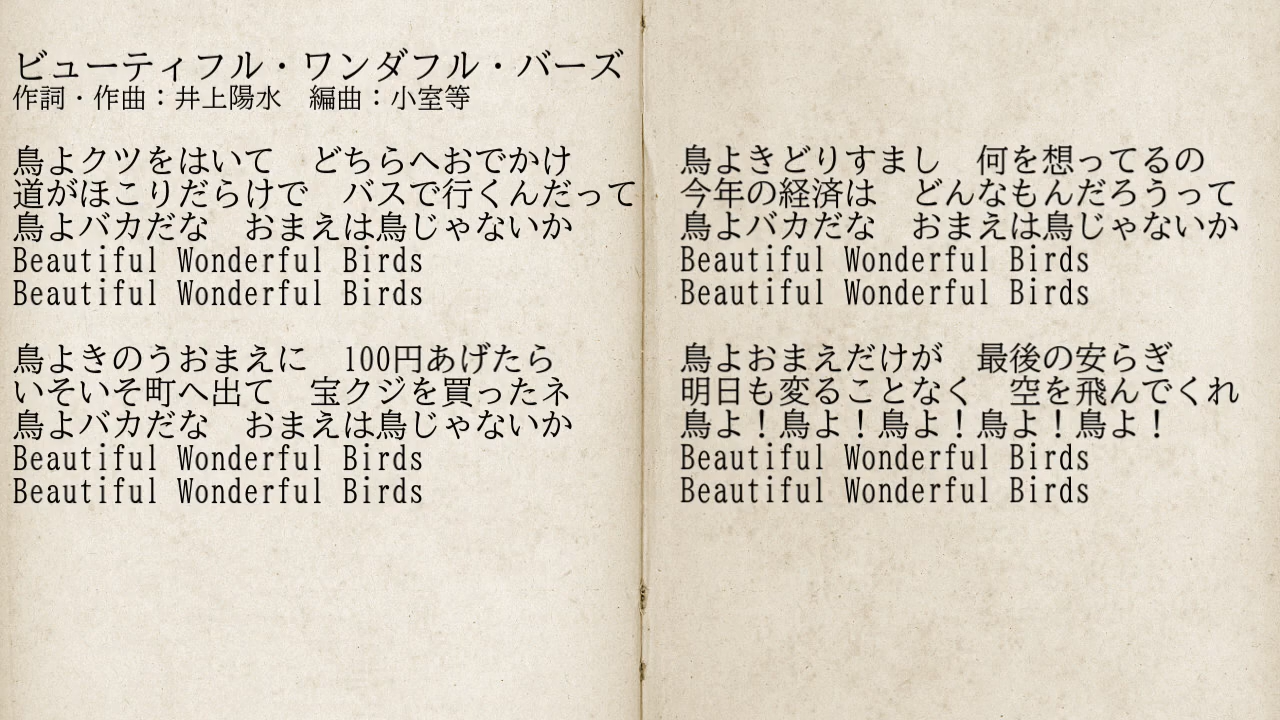 ビューティフル・ワンダフル・バーズ
作詞・作曲：井上陽水　編曲：小室等
鳥よクツをはいて　どちらへおでかけ
道がほこりだらけで　バスで行くんだって
鳥よバカだな　おまえは鳥じゃないか
Beautiful Wonderful Birds
Beautiful Wonderful Birds
鳥よきのうおまえに　100円あげたら
いそいそ町へ出て　宝クジを買ったネ
鳥よバカだな　おまえは鳥じゃないか
Beautiful Wonderful Birds
Beautiful Wonderful Birds
鳥よきどりすまし　何を想ってるの
今年の経済は　どんなもんだろうって
鳥よバカだな　おまえは鳥じゃないか
Beautiful Wonderful Birds
Beautiful Wonderful Birds
鳥よおまえだけが　最後の安らぎ
明日も変ることなく　空を飛んでくれ
鳥よ！鳥よ！鳥よ！鳥よ！鳥よ！
Beautiful Wonderful Birds
Beautiful Wonderful Birds